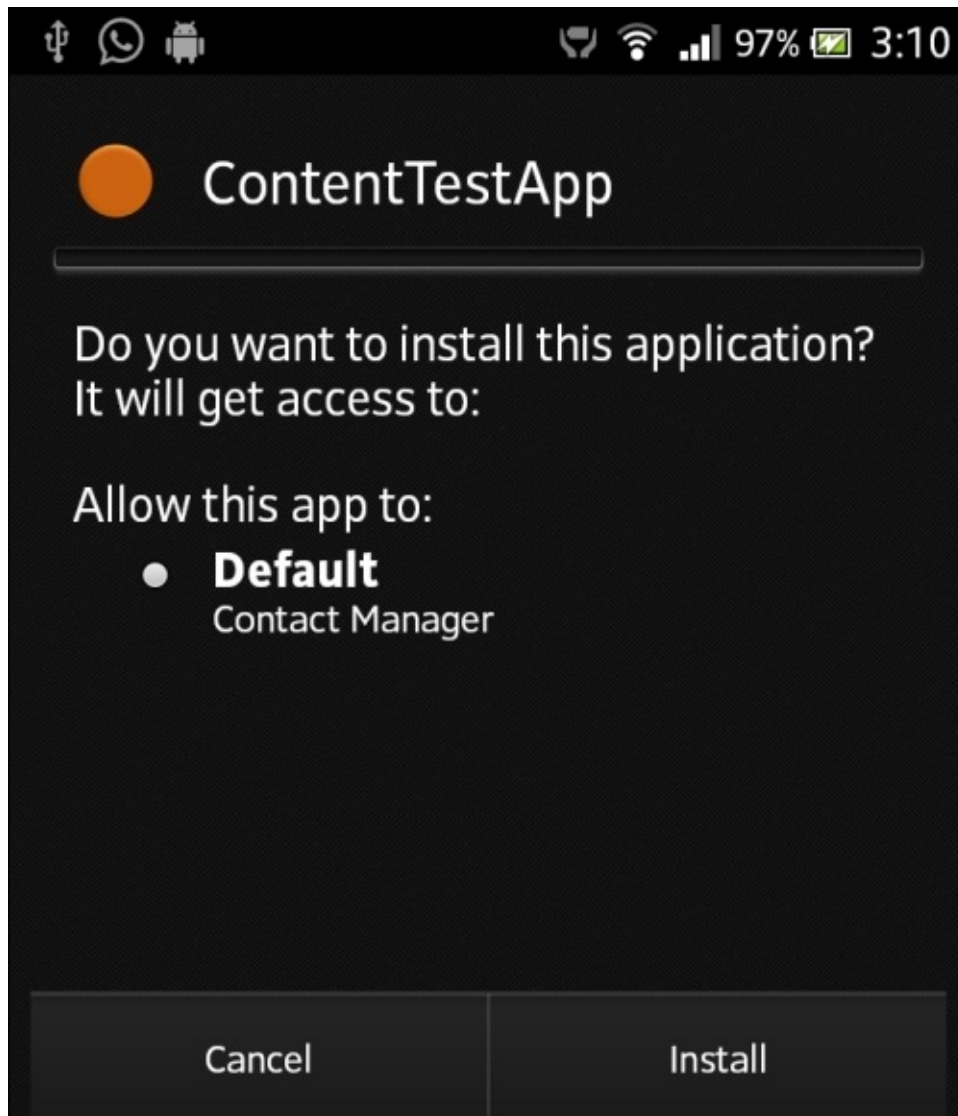 97% 3:10
ContentTestApp
Do you want to install this application?
It will get access to:
Allow this app to:
Default
Contact Manager
Cancel Install